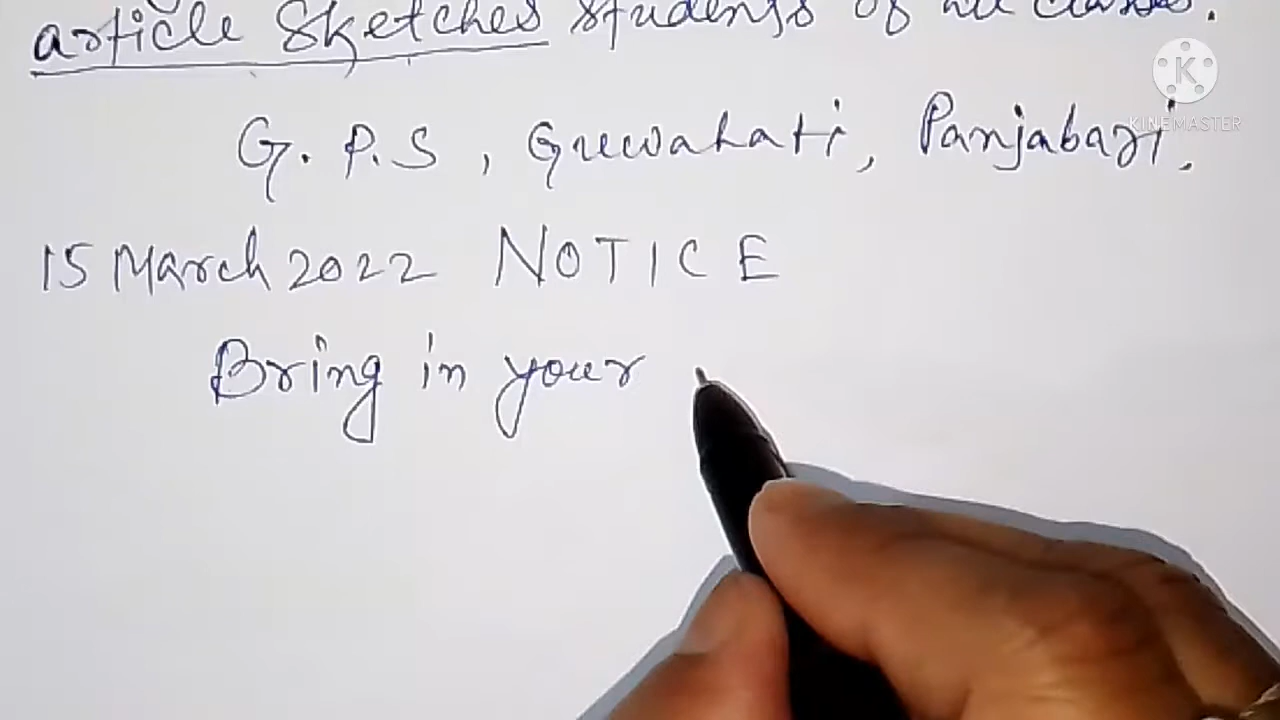 article Sketches students of all classes.
G. P.S, Guwahati, Panjabari.
15 March 2022 NOTICE
Bring in your
KINEMASTER